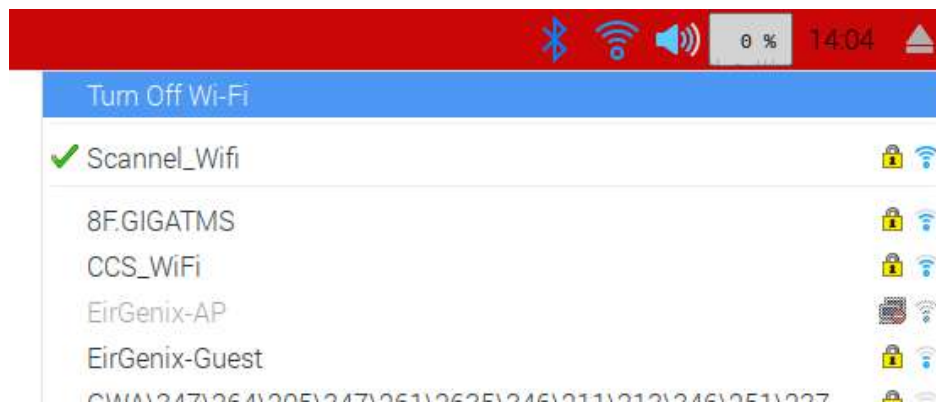 0 % 14:04
Turn Off Wi-Fi
Scannel_Wifi
8F.GIGATMS
CCS_WiFi
EirGenix-AP
EirGenix-Guest